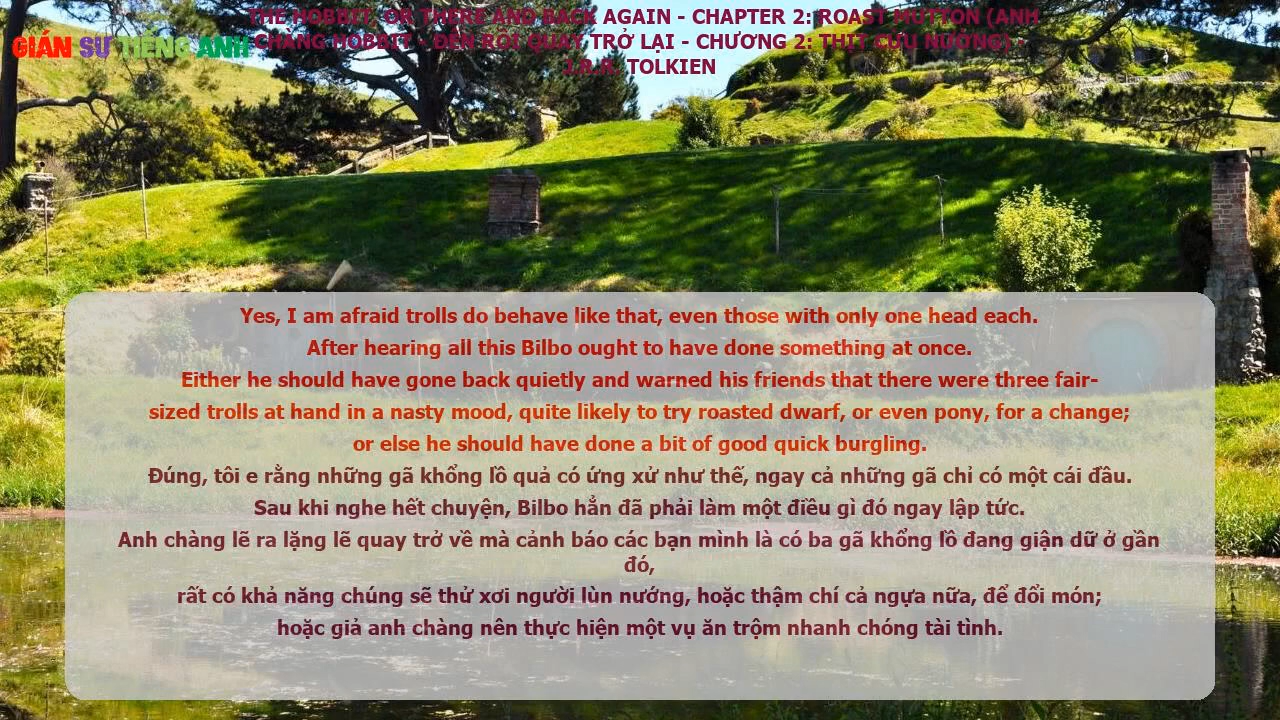 THE HOBBIT, OR THERE AND BACK AGAIN - CHAPTER 2: ROAST MUTTON (ANH
CHÀNG HOBBIT - ĐẾN RỒI QUAY TRỞ LẠI - CHƯƠNG 2: THỊT CỪU NƯỚNG) -
J.R.R. TOLKIEN
GIÁN SỨ TIẾNG ANH
Yes, I am afraid trolls do behave like that, even those with only one head each.
After hearing all this Bilbo ought to have done something at once.
Either he should have gone back quietly and warned his friends that there were three fair-
sized trolls at hand in a nasty mood, quite likely to try roasted dwarf, or even pony, for a change;
or else he should have done a bit of good quick burgling.
Đúng, tôi e rằng những gã khổng lồ quả có ứng xử như thế, ngay cả những gã chỉ có một cái đầu.
Sau khi nghe hết chuyện, Bilbo hẳn đã phải làm một điều gì đó ngay lập tức.
Anh chàng lẽ ra lặng lẽ quay trở về mà cảnh báo các bạn mình là có ba gã khổng lồ đang giận dữ ở gần
đó,
rất có khả năng chúng sẽ thử xơi người lùn nướng, hoặc thậm chí cả ngựa nữa, để đổi món;
hoặc giả anh chàng nên thực hiện một vụ ăn trộm nhanh chóng tài tình.